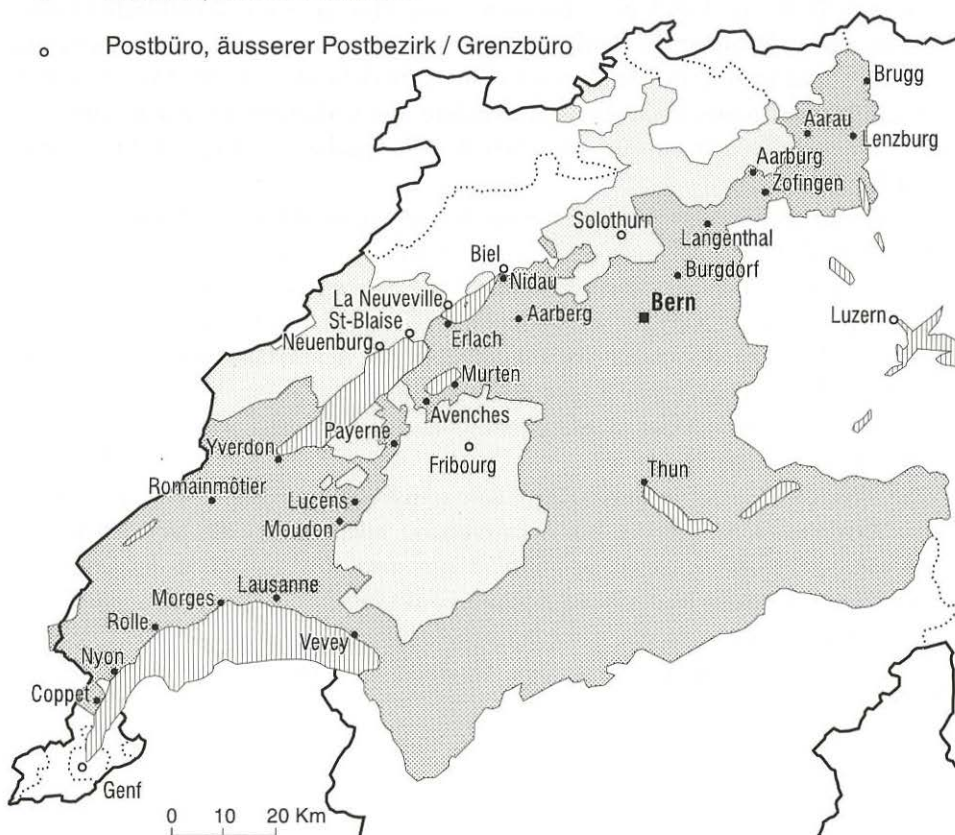 Postbüro, äusserer Postbezirk / Grenzbüro
Brugg
Aarau
Lenzburg
Aarburg
Zofingen
Solothurn
Langenthal
Biel
Nidau
Burgdorf
La Neuveville
St-Blaise
Aarberg
Bern
Luzern
Neuenburg
Erlach
Murten
Avenches
Payerne
Yverdon
Fribourg
Thun
Romainmôtier
Lucens
Moudon
Lausanne
Morges
Rolle
Vevey
Nyon
Coppet
Genf
0 10 20 Km